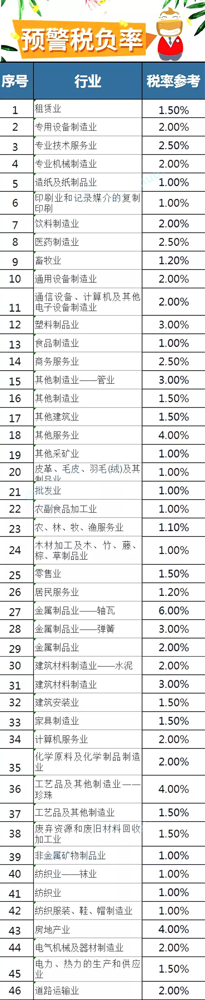 预警税负率
序号 行业 税率参考
1 租赁业 1.50%
2 专用设备制造业 2.00%
3 专业技术服务业 2.50%
4 专业机械制造业 2.00%
5 造纸及纸制品业 1.00%
6 印刷业和记录媒介的复制
印刷 1.00%
7 饮料制造业 2.00%
8 医药制造业 2.50%
9 畜牧业 1.20%
10 通用设备制造业 2.00%
11 通信设备、计算机及其他
电子设备制造业 2.00%
12 塑料制品业 3.00%
13 食品制造业 1.00%
14 商务服务业 2.50%
15 其他制造业——管业 3.00%
16 其他制造业 1.50%
17 其他建筑业 1.50%
18 其他服务业 4.00%
19 其他采矿业 1.00%
20 皮革、毛皮、羽毛(绒)及其
制品业 1.00%
21 批发业 1.00%
22 农副食品加工业 1.00%
23 农、林、牧、渔服务业 1.10%
24 木材加工及木、竹、藤、
棕、草制品业 1.00%
25 零售业 1.50%
26 居民服务业 1.20%
27 金属制品业——轴瓦 6.00%
28 金属制品业——弹簧 3.00%
29 金属制品业 2.00%
30 建筑材料制造业——水泥 2.00%
31 建筑材料制造业 3.00%
32 建筑安装业 1.50%
33 家具制造业 1.50%
34 计算机服务业 2.00%
35 化学原料及化学制品制造
业 2.00%
36 工艺品及其他制造业——
珍珠 4.00%
37 工艺品及其他制造业 1.50%
38 废弃资源和废旧材料回收
加工业 1.50%
39 非金属矿物制品业 1.00%
40 纺织业——袜业 1.00%
41 纺织业 1.00%
42 纺织服装、鞋、帽制造业 1.00%
43 房地产业 4.00%
44 电气机械及器材制造业 2.00%
45 电力、热力的生产和供应
业 1.50%
46 道路运输业 2.00%